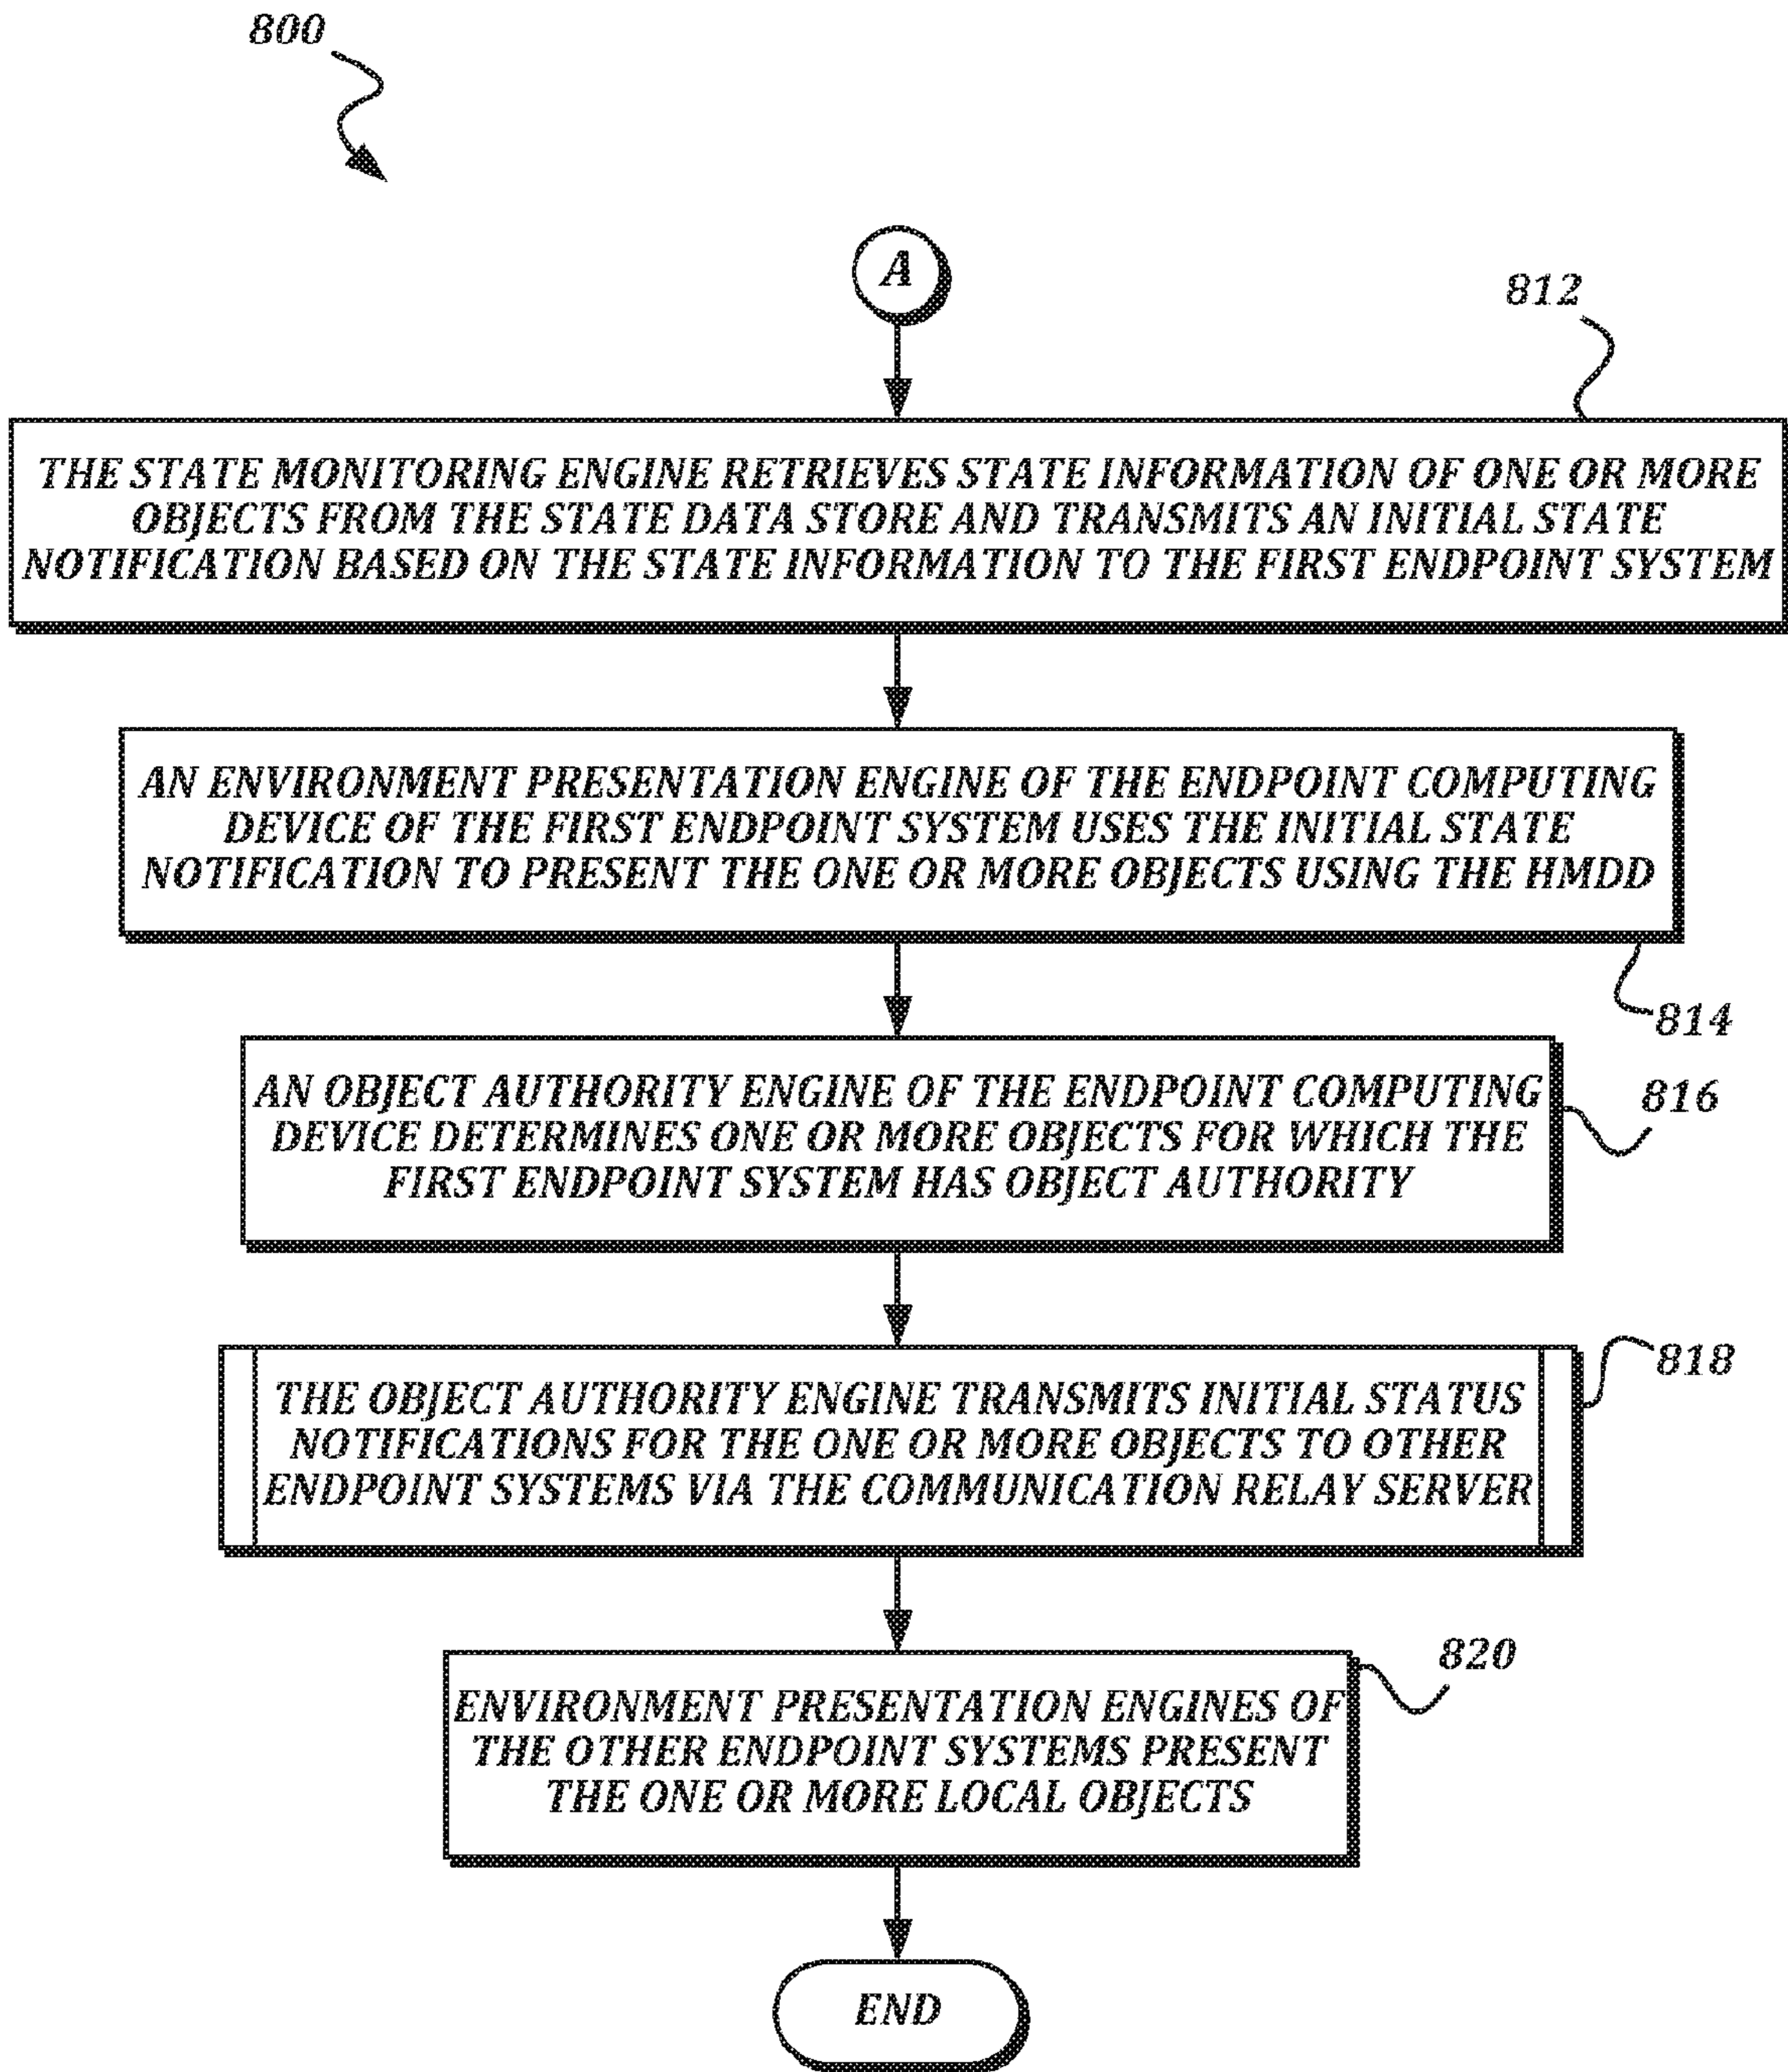 800
A
812
THE STATE MONITORING ENGINE RETRIEVES STATE INFORMATION OF ONE OR MORE
OBJECTS FROM THE STATE DATA STORE AND TRANSMITS AN INITIAL STATE
NOTIFICATION BASED ON THE STATE INFORMATION TO THE FIRST ENDPOINT SYSTEM
AN ENVIRONMENT PRESENTATION ENGINE OF THE ENDPOINT COMPUTING
DEVICE OF THE FIRST ENDPOINT SYSTEM USES THE INITIAL STATE
NOTIFICATION TO PRESENT THE ONE OR MORE OBJECTS USING THE HMDD
814
AN OBJECT AUTHORITY ENGINE OF THE ENDPOINT COMPUTING
DEVICE DETERMINES ONE OR MORE OBJECTS FOR WHICH THE
FIRST ENDPOINT SYSTEM HAS OBJECT AUTHORITY
816
THE OBJECT AUTHORITY ENGINE TRANSMITS INITIAL STATUS
NOTIFICATIONS FOR THE ONE OR MORE OBJECTS TO OTHER
ENDPOINT SYSTEMS VIA THE COMMUNICATION RELAY SERVER
818
ENVIRONMENT PRESENTATION ENGINES OF
THE OTHER ENDPOINT SYSTEMS PRESENT
THE ONE OR MORE LOCAL OBJECTS
820
END